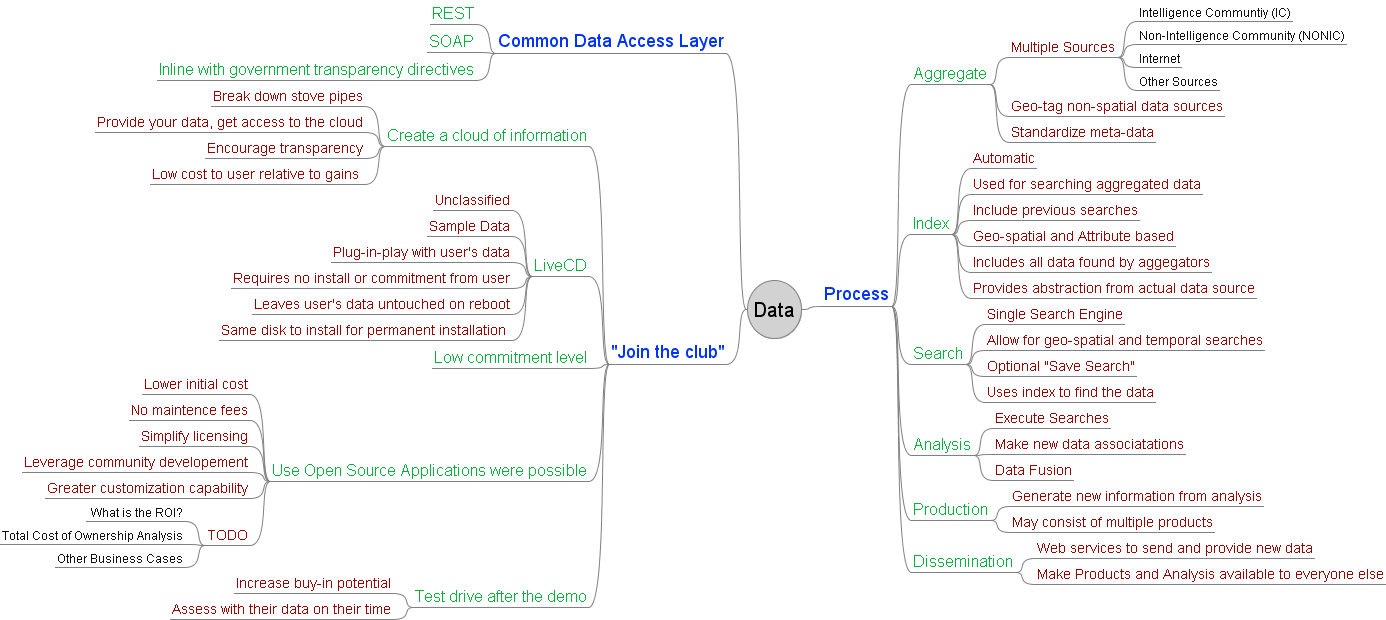 REST
SOAP
Inline with government transparency directives
Common Data Access Layer
Break down stove pipes
Provide your data, get access to the cloud
Encourage transparency
Low cost to user relative to gains
Create a cloud of information
Unclassified
Sample Data
Plug-in-play with user's data
Requires no install or commitment from user
Leaves user's data untouched on reboot
Same disk to install for permanent installation
LiveCD
Low commitment level
"Join the club"
Lower initial cost
No maintence fees
Simplify licensing
Leverage community developement
Greater customization capability
What is the ROI?
Total Cost of Ownership Analysis
Other Business Cases
TODO
Use Open Source Applications were possible
Increase buy-in potential
Assess with their data on their time
Test drive after the demo
Data
Process
Aggregate
Multiple Sources
Intelligence Communtiy (IC)
Non-Intelligence Community (NONIC)
Internet
Other Sources
Geo-tag non-spatial data sources
Standardize meta-data
Index
Automatic
Used for searching aggregated data
Include previous searches
Geo-spatial and Attribute based
Includes all data found by aggegators
Provides abstraction from actual data source
Search
Single Search Engine
Allow for geo-spatial and temporal searches
Optional "Save Search"
Uses index to find the data
Analysis
Execute Searches
Make new data associatations
Data Fusion
Production
Generate new information from analysis
May consist of multiple products
Dissemination
Web services to send and provide new data
Make Products and Analysis available to everyone else